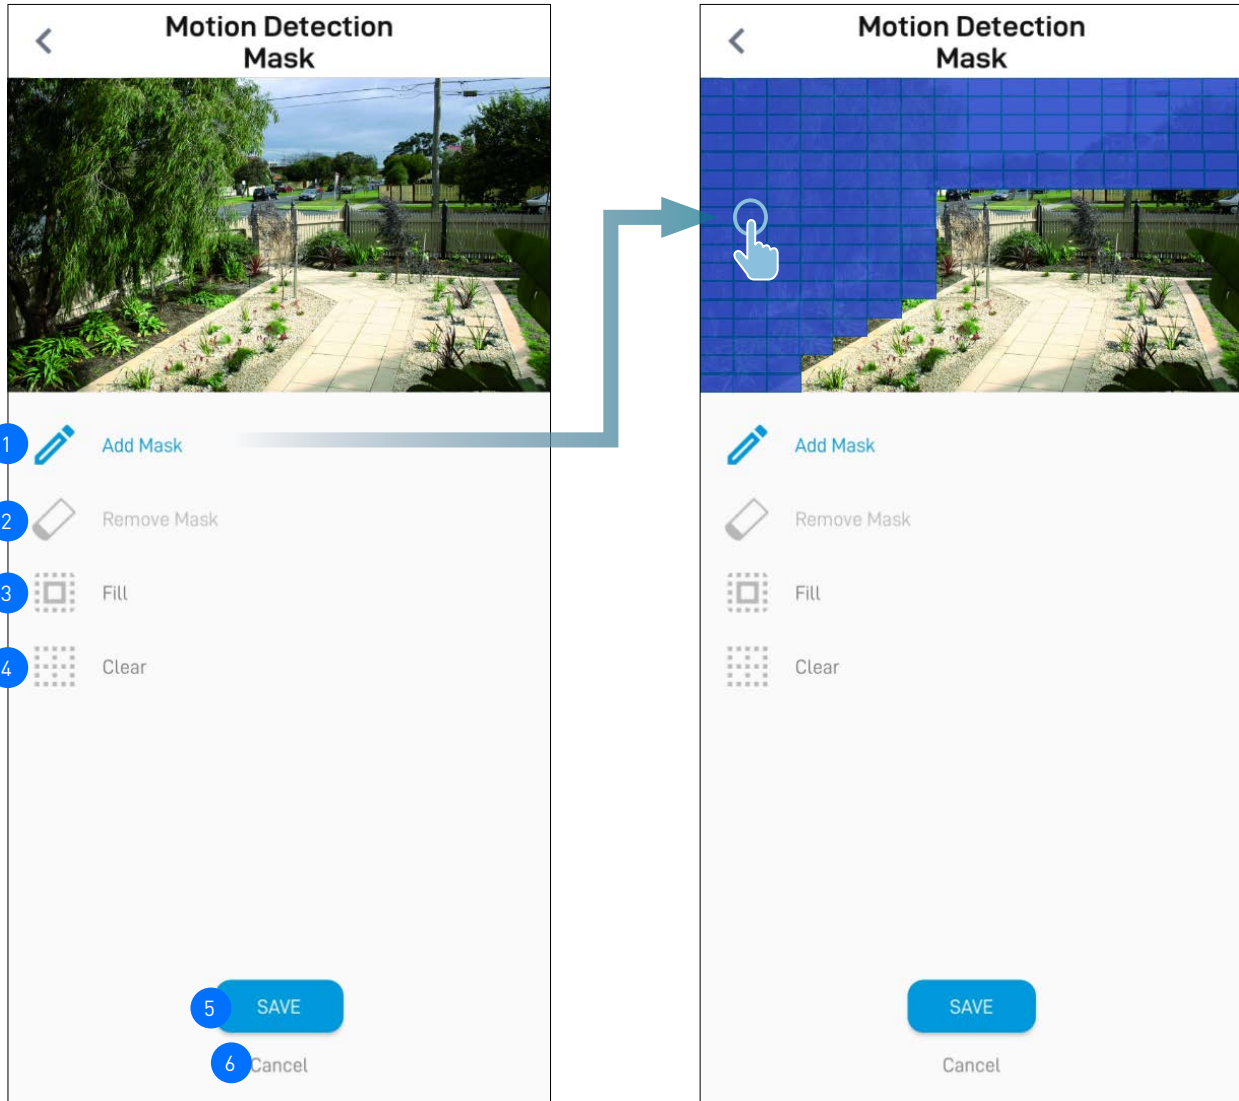 Motion Detection
Mask
1 Add Mask
2 Remove Mask
3 Fill
4 Clear
5 SAVE
6 Cancel
Motion Detection
Mask
Add Mask
Remove Mask
Fill
Clear
SAVE
Cancel